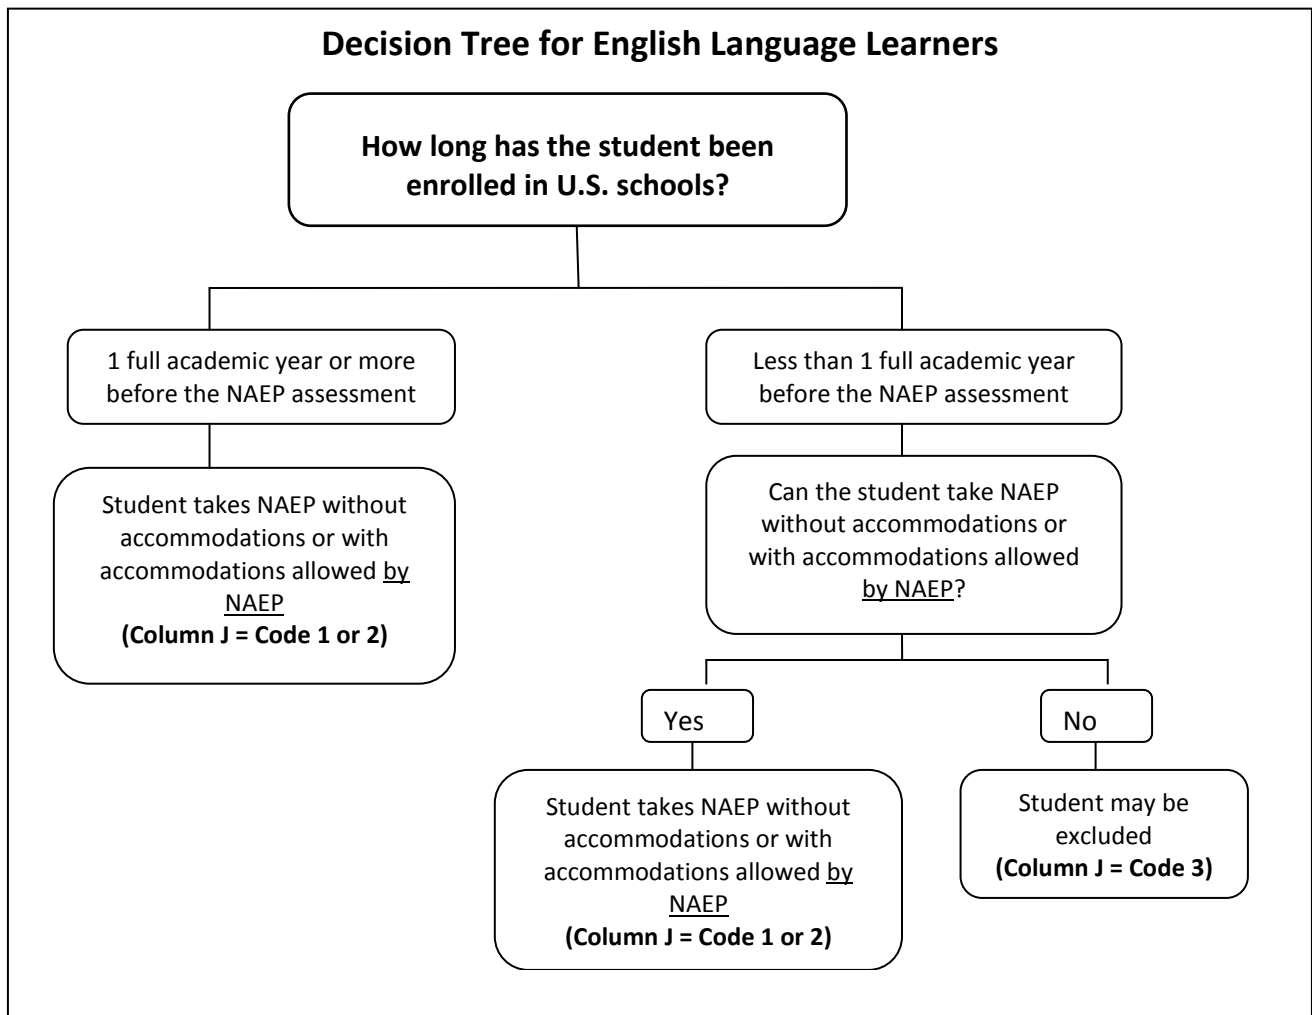 Decision Tree for English Language Learners
How long has the student been
enrolled in U.S. schools?
1 full academic year or more
before the NAEP assessment
Less than 1 full academic year
before the NAEP assessment
Student takes NAEP without
accommodations or with
accommodations allowed by
NAEP
(Column J = Code 1 or 2)
Can the student take NAEP
without accommodations or
with accommodations allowed
by NAEP?
Yes
No
Student takes NAEP without
accommodations or with
accommodations allowed by
NAEP
(Column J = Code 1 or 2)
Student may be
excluded
(Column J = Code 3)